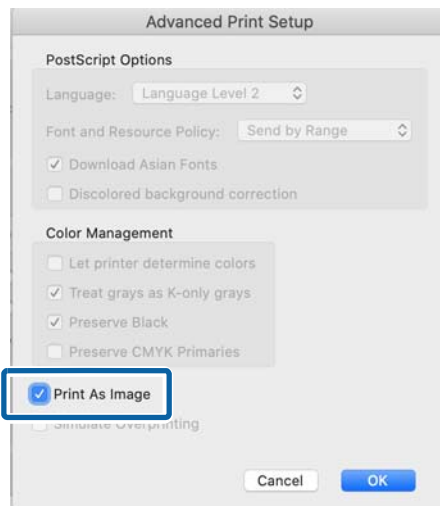 Advanced Print Setup
PostScript Options
Language: Language Level 2
Font and Resource Policy: Send by Range
Download Asian Fonts
Discolored background correction
Color Management
Let printer determine colors
Treat grays as K-only grays
Preserve Black
Preserve CMYK Primaries
Print As Image
Simulate Overprinting
Cancel OK